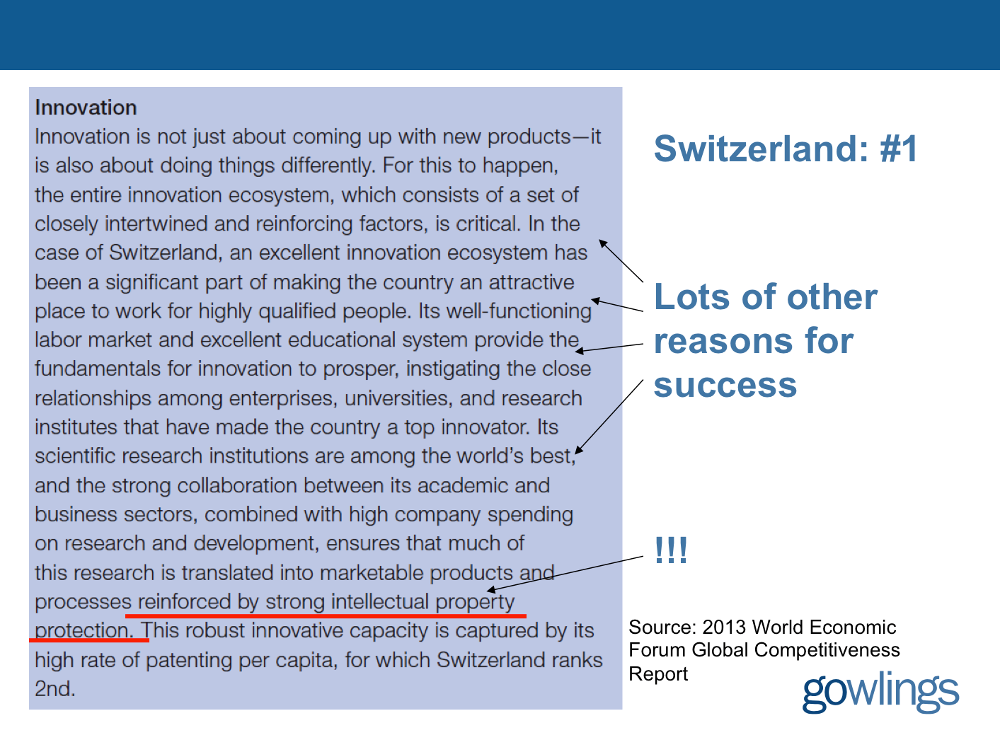 Innovation
Innovation is not just about coming up with new products—it
is also about doing things differently. For this to happen,
the entire innovation ecosystem, which consists of a set of
closely intertwined and reinforcing factors, is critical. In the
case of Switzerland, an excellent innovation ecosystem has
been a significant part of making the country an attractive
place to work for highly qualified people. Its well-functioning
labor market and excellent educational system provide the
fundamentals for innovation to prosper, instigating the close
relationships among enterprises, universities, and research
institutes that have made the country a top innovator. Its
scientific research institutions are among the world's best,
and the strong collaboration between its academic and
business sectors, combined with high company spending
on research and development, ensures that much of
this research is translated into marketable products and
processes reinforced by strong intellectual property
protection. This robust innovative capacity is captured by its
high rate of patenting per capita, for which Switzerland ranks
2nd.
Switzerland: #1
Lots of other
reasons for
success
!!!
Source: 2013 World Economic
Forum Global Competitiveness
Report
gowlings